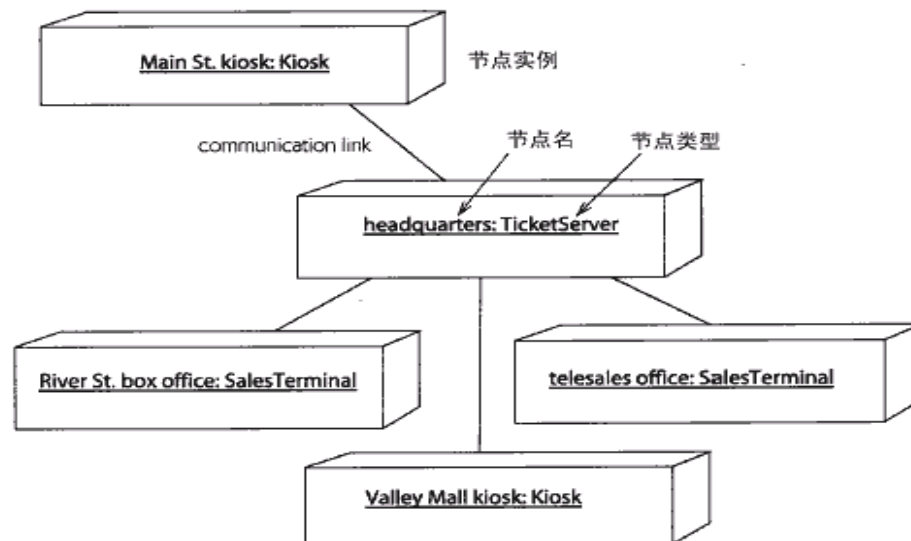 Main St. kiosk: Kiosk
节点实例
communication link
节点名
节点类型
headquarters: TicketServer
River St. box office: SalesTerminal
telesales office: SalesTerminal
Valley Mall kiosk: Kiosk